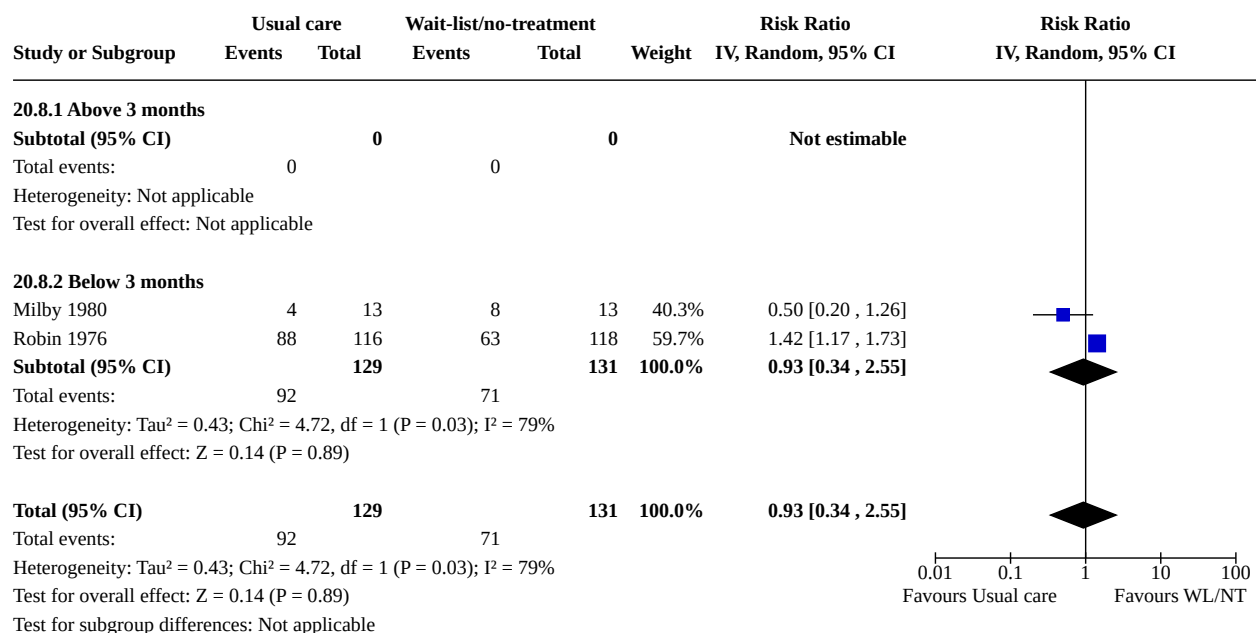 Usual care Wait-list/no-treatment Risk Ratio Risk Ratio
Study or Subgroup Events Total Events Total Weight IV, Random, 95% CI IV, Random, 95% CI
20.8.1 Above 3 months
Subtotal (95% CI) 0 0 Not estimable
Total events: 0 0
Heterogeneity: Not applicable
Test for overall effect: Not applicable
20.8.2 Below 3 months
Milby 1980 4 13 8 13 40.3% 0.50 [0.20 , 1.26]
Robin 1976 88 116 63 118 59.7% 1.42 [1.17 , 1.73]
Subtotal (95% CI) 129 131 100.0% 0.93 [0.34 , 2.55]
Total events: 92 71
Heterogeneity: Tau² = 0.43; Chi² = 4.72, df = 1 (P = 0.03); I² = 79%
Test for overall effect: Z = 0.14 (P = 0.89)
Total (95% CI) 129 131 100.0% 0.93 [0.34 , 2.55]
Total events: 92 71
Heterogeneity: Tau² = 0.43; Chi² = 4.72, df = 1 (P = 0.03); I² = 79%
0.01 0.1 1 10 100
Test for overall effect: Z = 0.14 (P = 0.89) Favours Usual care Favours WL/NT
Test for subgroup differences: Not applicable